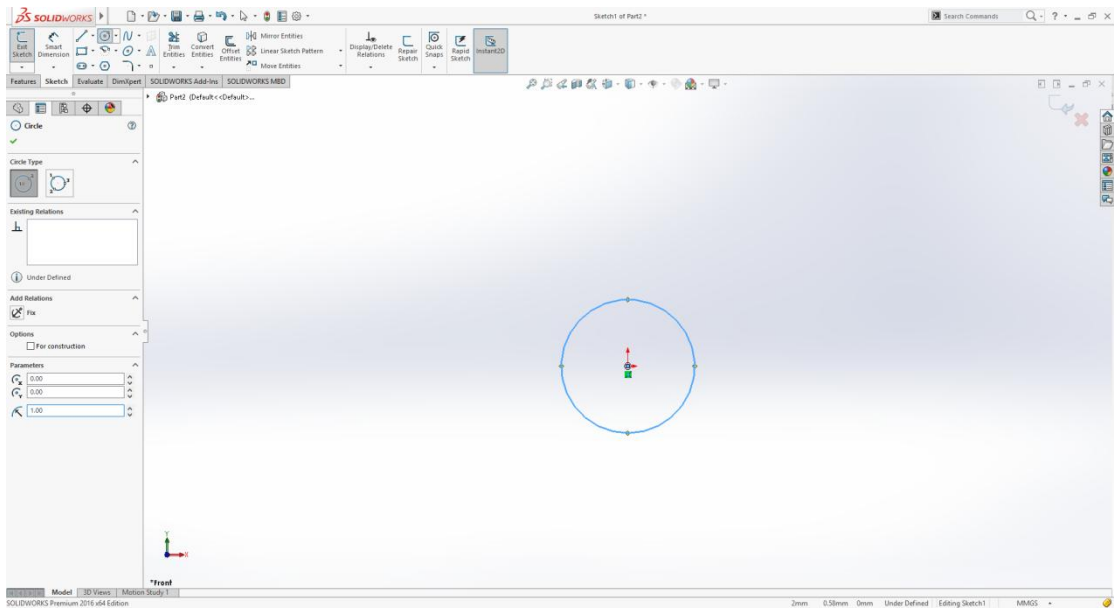 SOLIDWORKS
Sketch1 of Part2 *
Search Commands
Exit Sketch
Smart Dimension
Trim Entities
Convert Entities
Offset Entities
Mirror Entities
Linear Sketch Pattern
Move Entities
Display/Delete Relations
Repair Sketch
Quick Snaps
Rapid Sketch
Instant2D
Features Sketch Evaluate DimXpert SOLIDWORKS Add-Ins SOLIDWORKS MBD
Part2 (Default<<Default>...
Circle
Circle Type
Existing Relations
Under Defined
Add Relations
Fix
Options
For construction
Parameters
0.00
0.00
1.00
Y
X
*Front
Model 3D Views Motion Study 1
SOLIDWORKS Premium 2016 x64 Edition
2mm 0.58mm 0mm Under Defined Editing Sketch1 MMGS